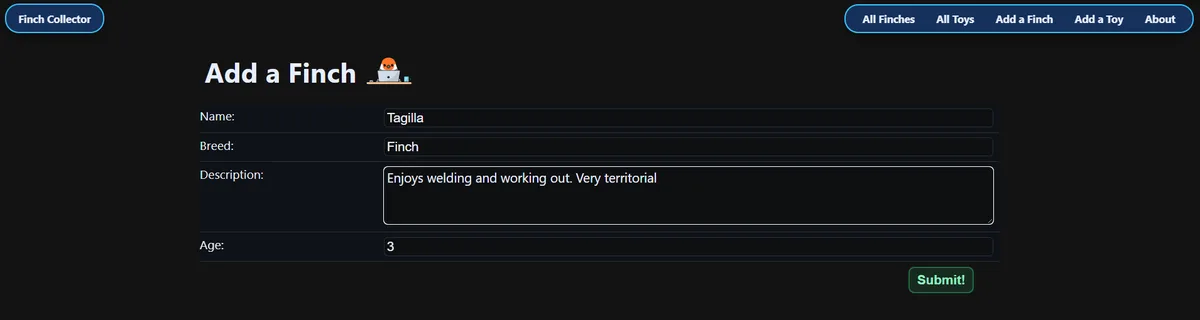 Finch Collector
All Finches All Toys Add a Finch Add a Toy About
Add a Finch
Name: Tagilla
Breed: Finch
Description: Enjoys welding and working out. Very territorial
Age: 3
Submit!